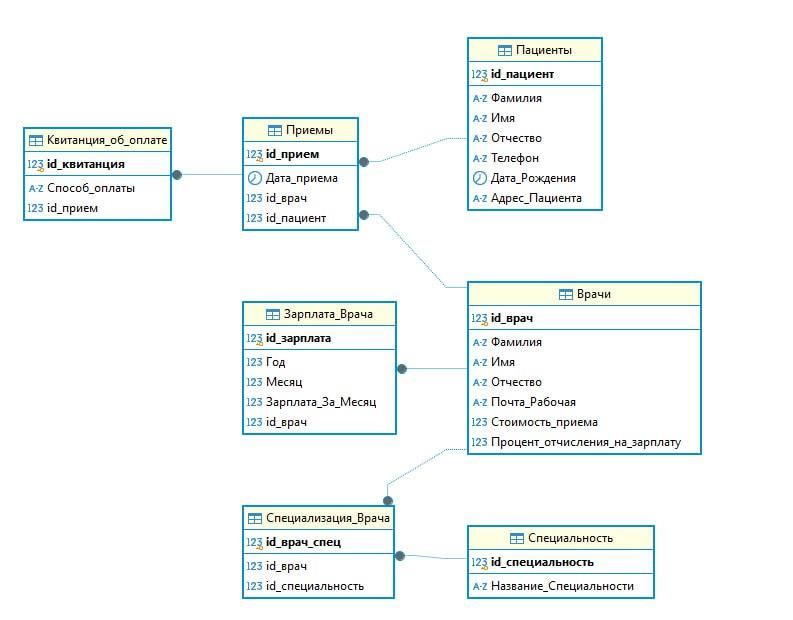 Квитанция_об_оплате
123 id_квитанция
A-Z Способ_оплаты
123 id_прием
Приемы
123 id_прием
Дата_приема
123 id_врач
123 id_пациент
Пациенты
123 id_пациент
A-Z Фамилия
A-Z Имя
A-Z Отчество
A-Z Телефон
Дата_Рождения
A-Z Адрес_Пациента
Зарплата_Врача
123 id_зарплата
123 Год
123 Месяц
123 Зарплата_За_Месяц
123 id_врач
Врачи
123 id_врач
A-Z Фамилия
A-Z Имя
A-Z Отчество
A-Z Почта_Рабочая
123 Стоимость_приема
123 Процент_отчисления_на_зарплату
Специализация_Врача
123 id_врач_спец
123 id_врач
123 id_специальность
Специальность
123 id_специальность
A-Z Название_Специальности